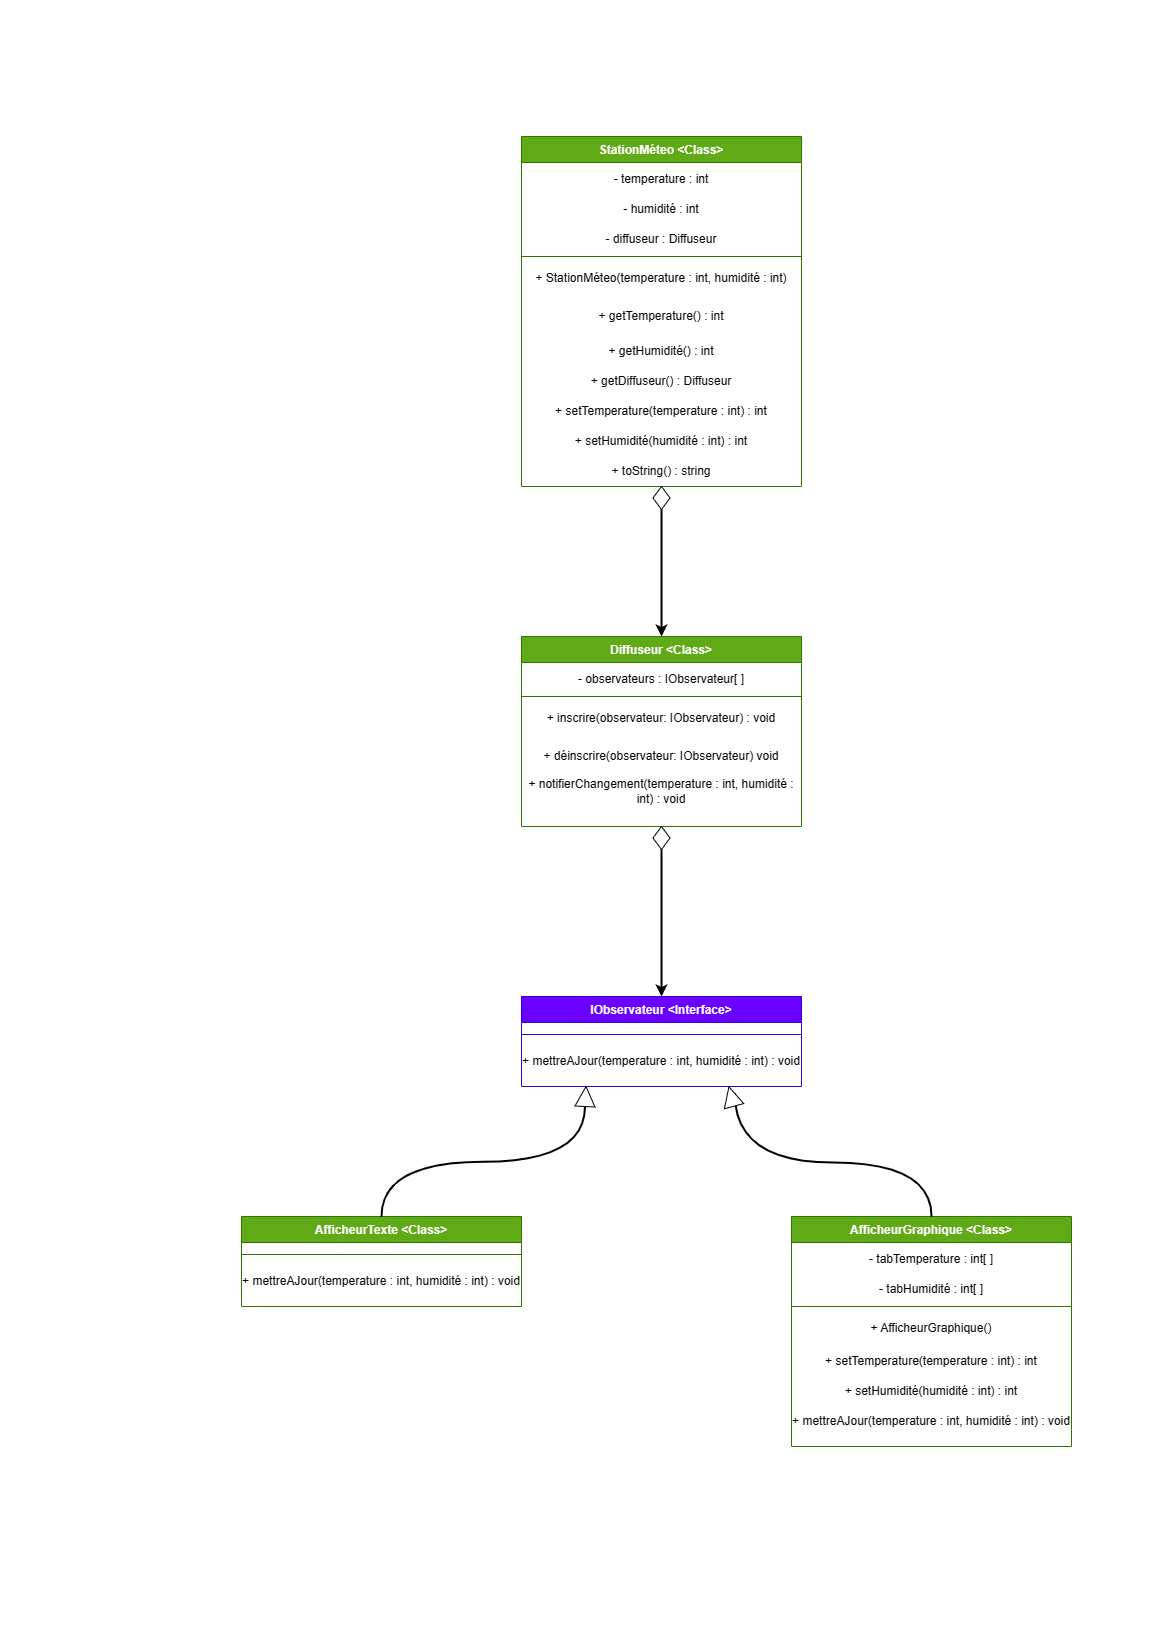 StationMéteo <Class>
- temperature : int
- humidité : int
- diffuseur : Diffuseur
+ StationMéteo(temperature : int, humidité : int)
+ getTemperature() : int
+ getHumidité() : int
+ getDiffuseur() : Diffuseur
+ setTemperature(temperature : int) : int
+ setHumidité(humidité : int) : int
+ toString() : string
Diffuseur <Class>
- observateurs : IObservateur[ ]
+ inscrire(observateur: IObservateur) : void
+ déinscrire(observateur: IObservateur) void
+ notifierChangement(temperature : int, humidité :
int) : void
IObservateur <Interface>
+ mettreAJour(temperature : int, humidité : int) : void
AfficheurTexte <Class>
+ mettreAJour(temperature : int, humidité : int) : void
AfficheurGraphique <Class>
- tabTemperature : int[ ]
- tabHumidité : int[ ]
+ AfficheurGraphique()
+ setTemperature(temperature : int) : int
+ setHumidité(humidité : int) : int
+ mettreAJour(temperature : int, humidité : int) : void